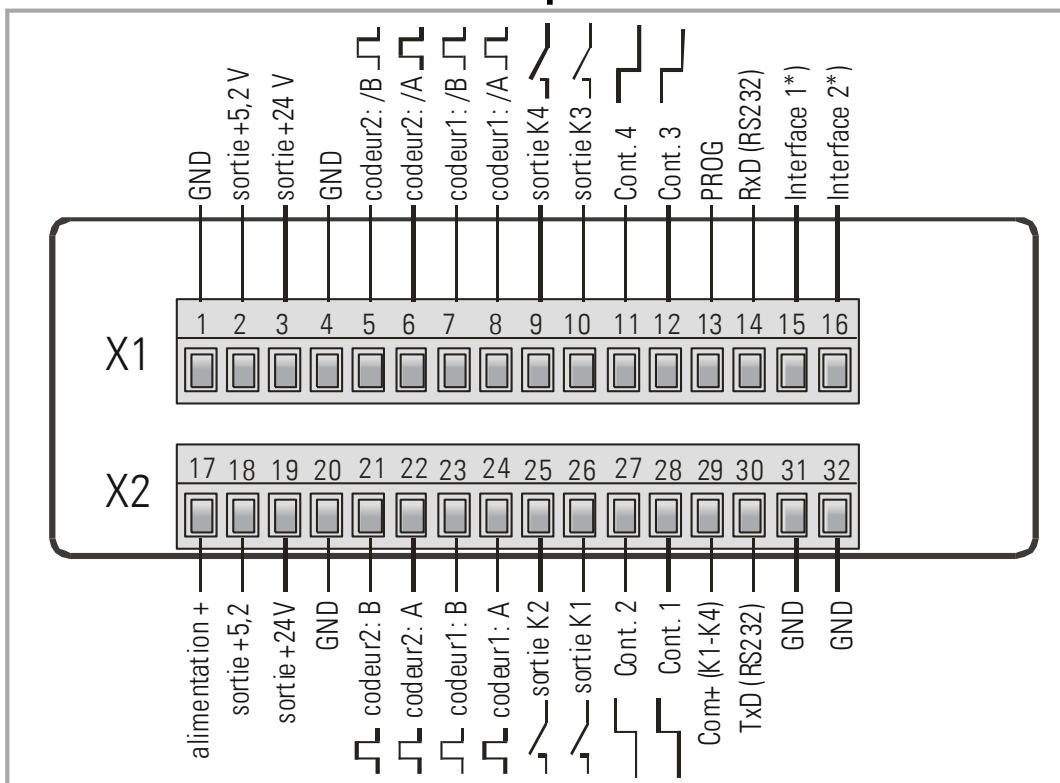 GND
sortie +5,2 V
sortie +24 V
GND
codeur2: /B
codeur2: /A
codeur1: /B
codeur1: /A
sortie K4
sortie K3
Cont. 4
Cont. 3
PROG
RxD (RS232)
Interface 1*)
Interface 2*)
X1
1 2 3 4 5 6 7 8 9 10 11 12 13 14 15 16
X2
17 18 19 20 21 22 23 24 25 26 27 28 29 30 31 32
alimentation +
sortie +5,2
sortie +24V
GND
codeur2: B
codeur2: A
codeur1: B
codeur1: A
sortie K2
sortie K1
Cont. 2
Cont. 1
Com+ (K1-K4)
TxD (RS232)
GND
GND